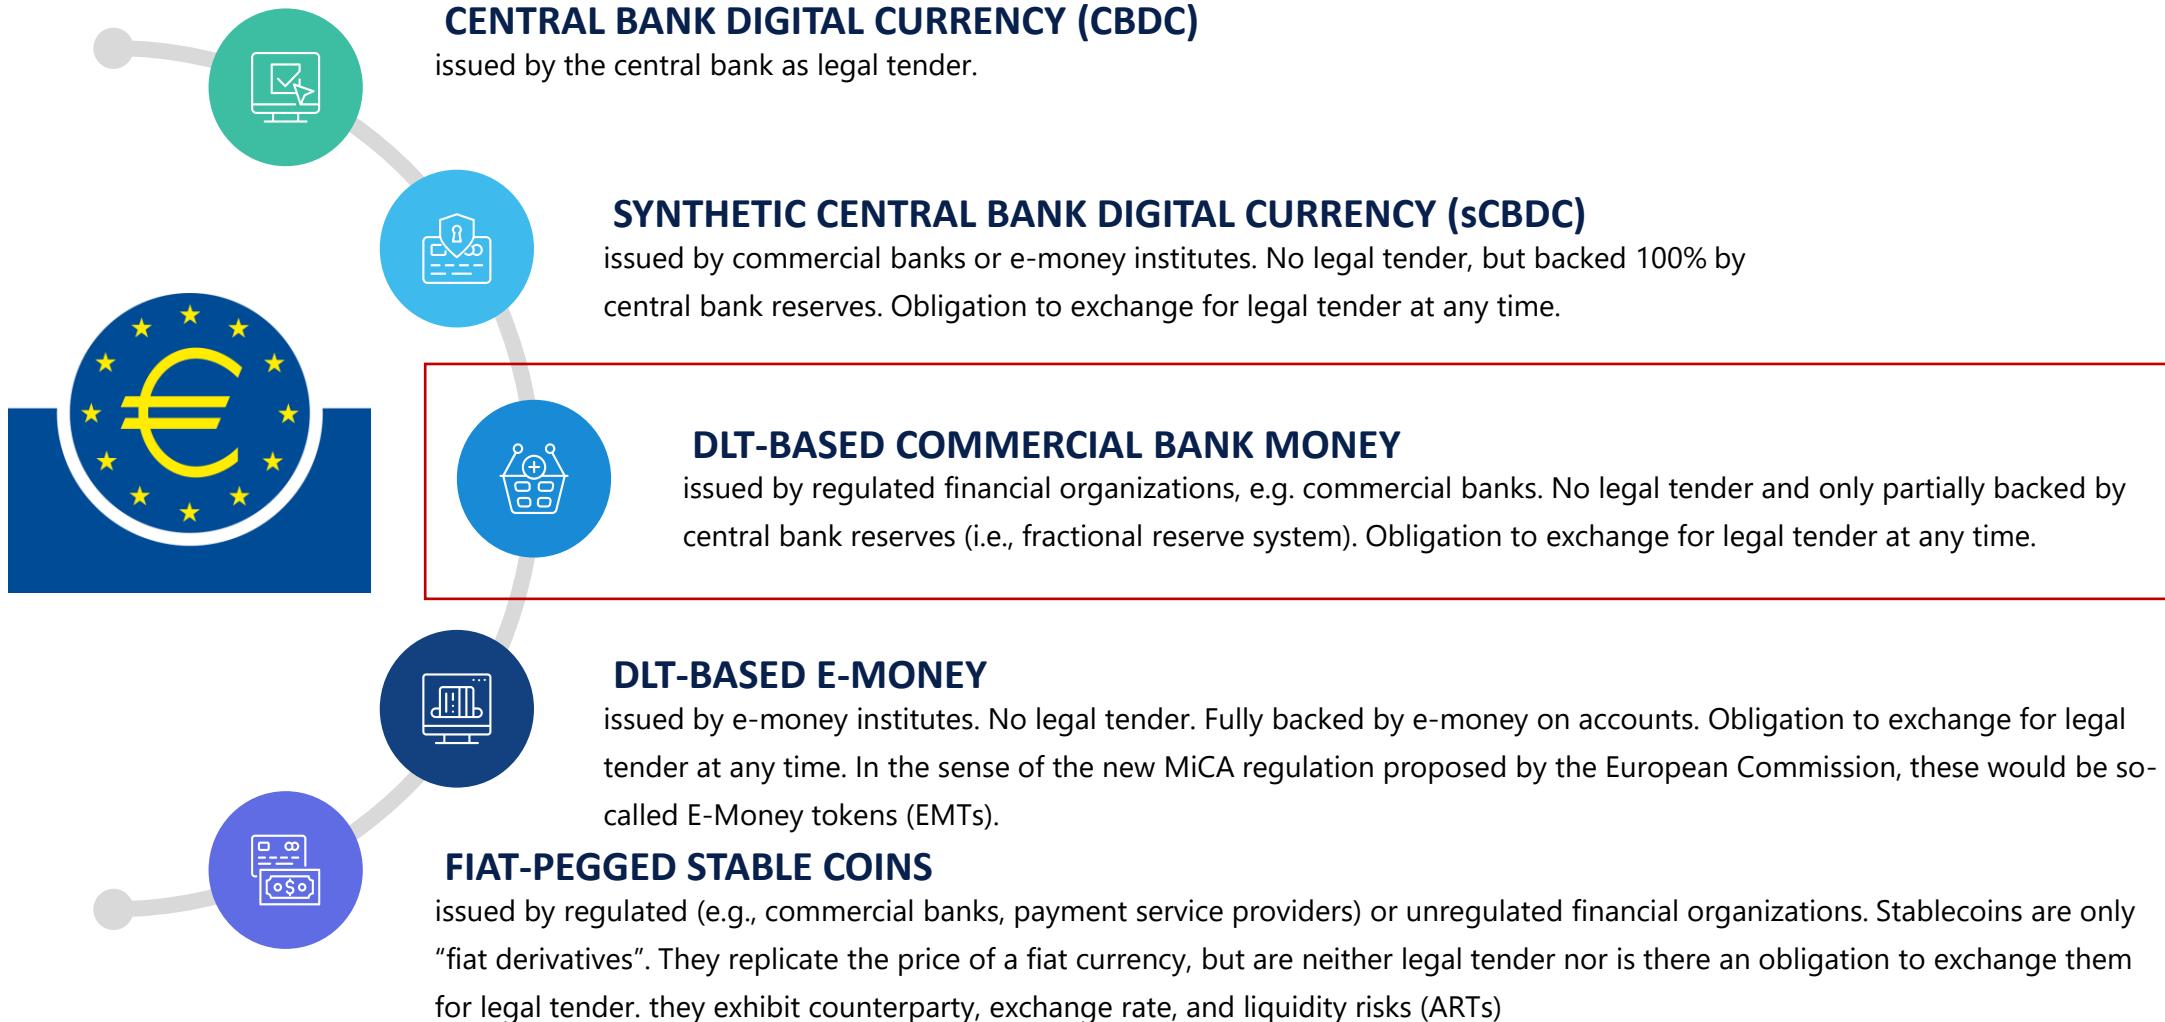 CENTRAL BANK DIGITAL CURRENCY (CBDC)
issued by the central bank as legal tender.
SYNTHETIC CENTRAL BANK DIGITAL CURRENCY (sCBDC)
issued by commercial banks or e-money institutes. No legal tender, but backed 100% by
central bank reserves. Obligation to exchange for legal tender at any time.
DLT-BASED COMMERCIAL BANK MONEY
issued by regulated financial organizations, e.g. commercial banks. No legal tender and only partially backed by
central bank reserves (i.e., fractional reserve system). Obligation to exchange for legal tender at any time.
DLT-BASED E-MONEY
issued by e-money institutes. No legal tender. Fully backed by e-money on accounts. Obligation to exchange for legal
tender at any time. In the sense of the new MiCA regulation proposed by the European Commission, these would be so-
called E-Money tokens (EMTs).
FIAT-PEGGED STABLE COINS
issued by regulated (e.g., commercial banks, payment service providers) or unregulated financial organizations. Stablecoins are only
“fiat derivatives”. They replicate the price of a fiat currency, but are neither legal tender nor is there an obligation to exchange them
for legal tender. they exhibit counterparty, exchange rate, and liquidity risks (ARTs)